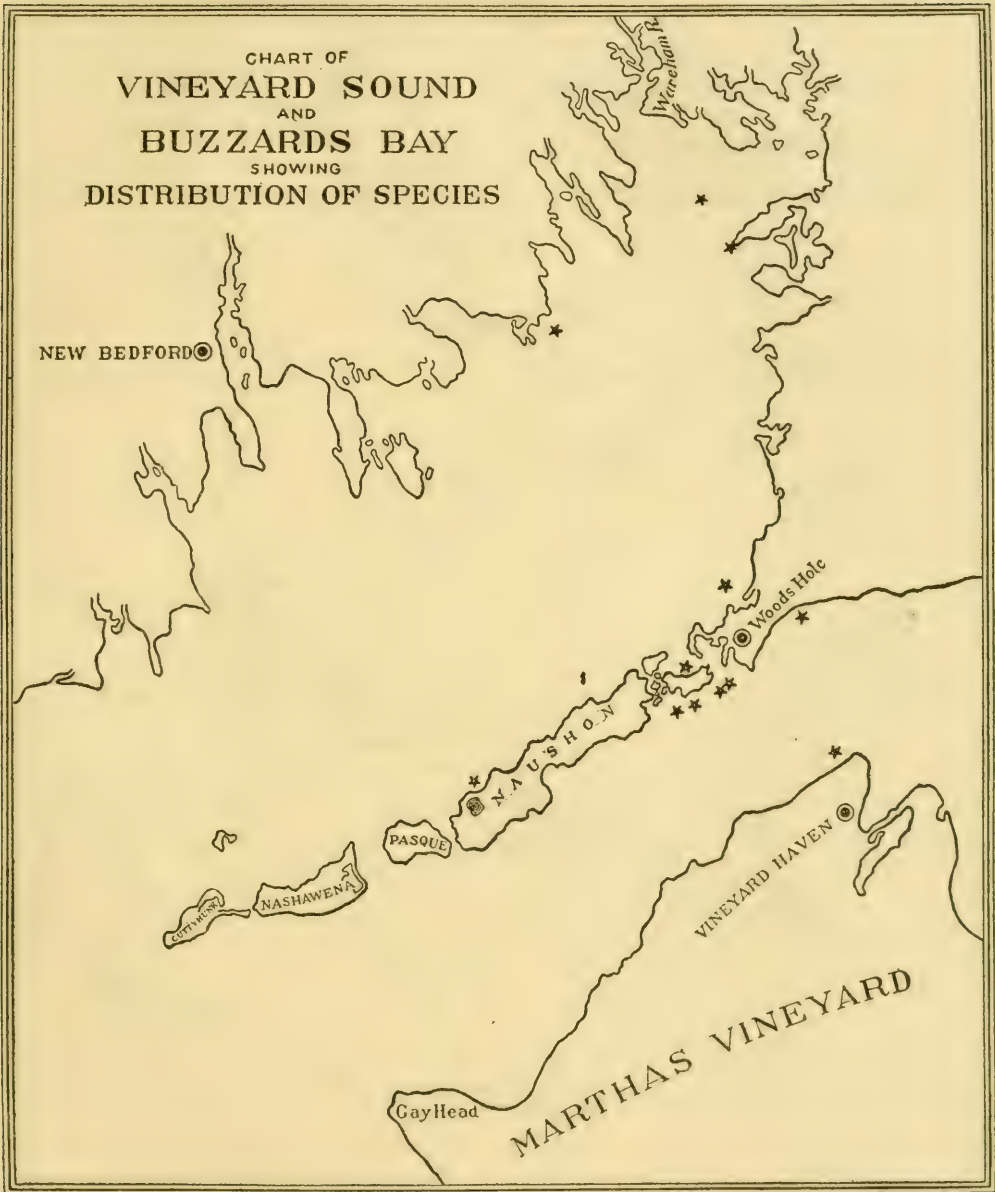 CHART OF
VINEYARD SOUND
AND
BUZZARDS BAY
SHOWING
DISTRIBUTION OF SPECIES
Wareham R.
NEW BEDFORD
Woods Hole
NAUSHON
PASQUE
NASHAWENA
CUTTYHUNK
VINEYARD HAVEN
MARTHAS VINEYARD
Gay Head